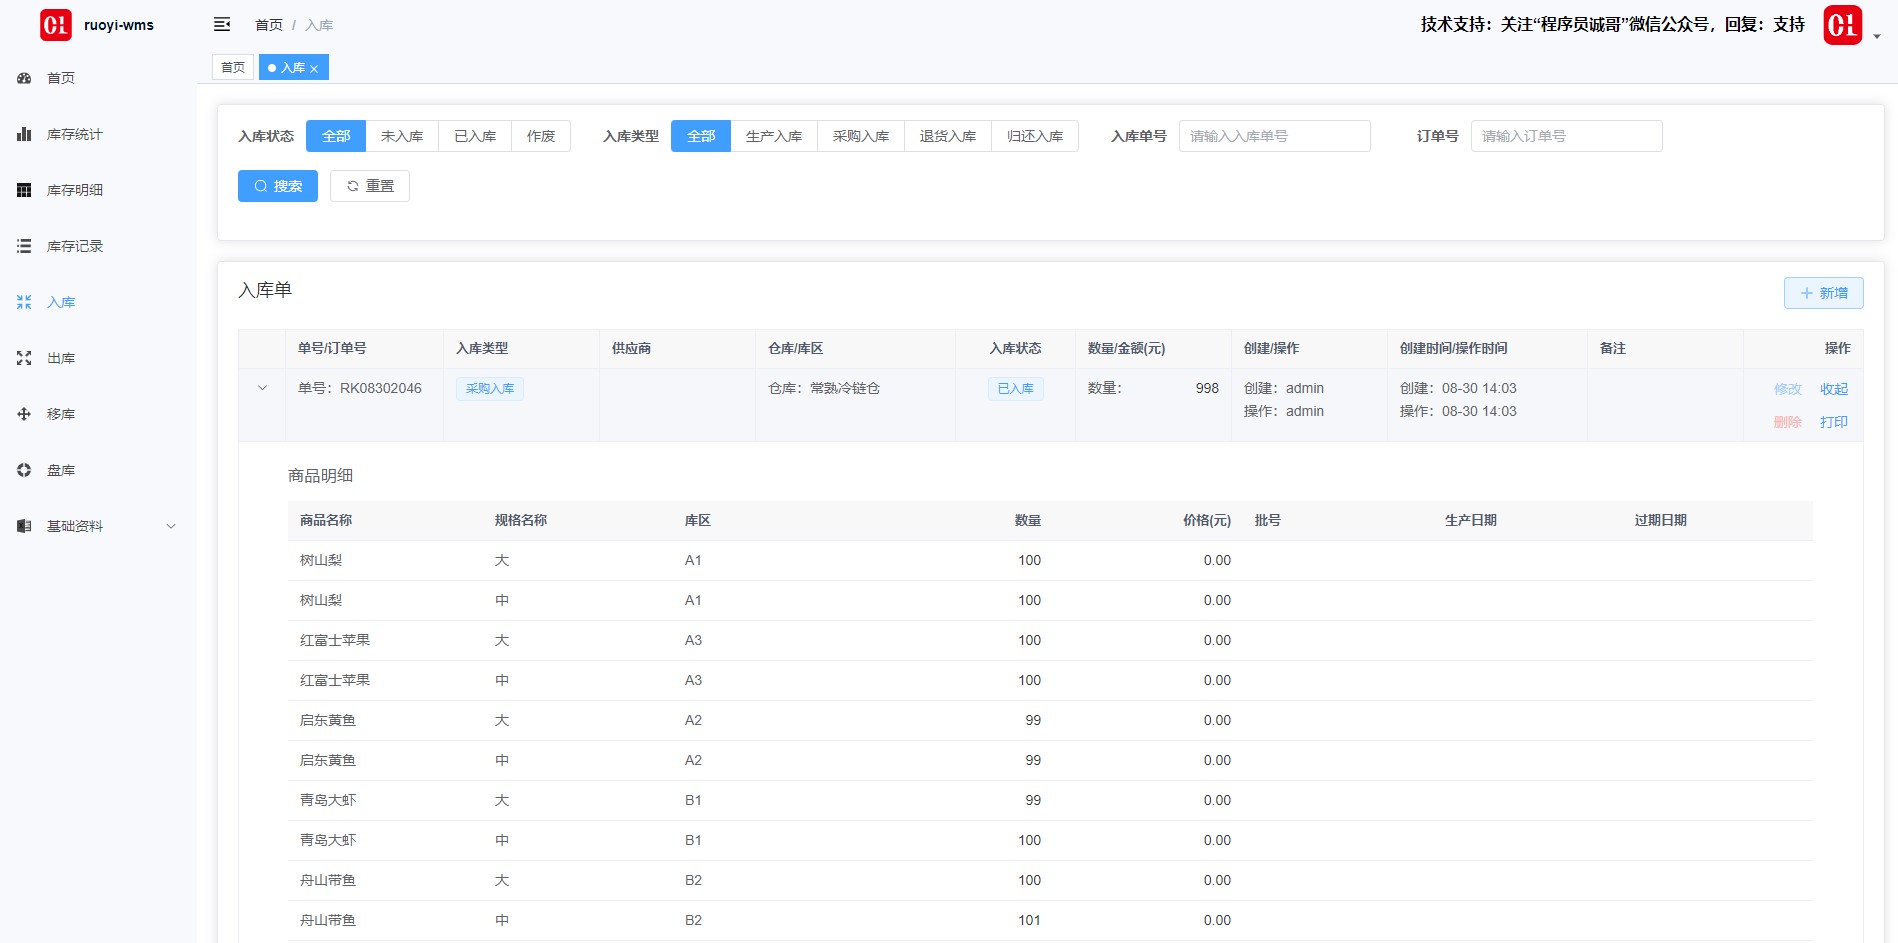 01 ruoyi-wms
首页
库存统计
库存明细
库存记录
入库
出库
移库
盘库
基础资料
首页 / 入库
技术支持：关注“程序员诚哥”微信公众号，回复：支持 01
首页 入库 ×
入库状态 全部 未入库 已入库 作废 入库类型 全部 生产入库 采购入库 退货入库 归还入库 入库单号 请输入入库单号 订单号 请输入订单号
搜索 重置
入库单 + 新增
单号/订单号 入库类型 供应商 仓库/库区 入库状态 数量/金额(元) 创建/操作 创建时间/操作时间 备注 操作
单号：RK08302046 采购入库 仓库：常熟冷链仓 已入库 数量： 998 创建：admin 创建：08-30 14:03 修改 收起
操作：admin 操作：08-30 14:03 删除 打印
商品明细
商品名称 规格名称 库区 数量 价格(元) 批号 生产日期 过期日期
树山梨 大 A1 100 0.00
树山梨 中 A1 100 0.00
红富士苹果 大 A3 100 0.00
红富士苹果 中 A3 100 0.00
启东黄鱼 大 A2 99 0.00
启东黄鱼 中 A2 99 0.00
青岛大虾 大 B1 99 0.00
青岛大虾 中 B1 100 0.00
舟山带鱼 大 B2 100 0.00
舟山带鱼 中 B2 101 0.00